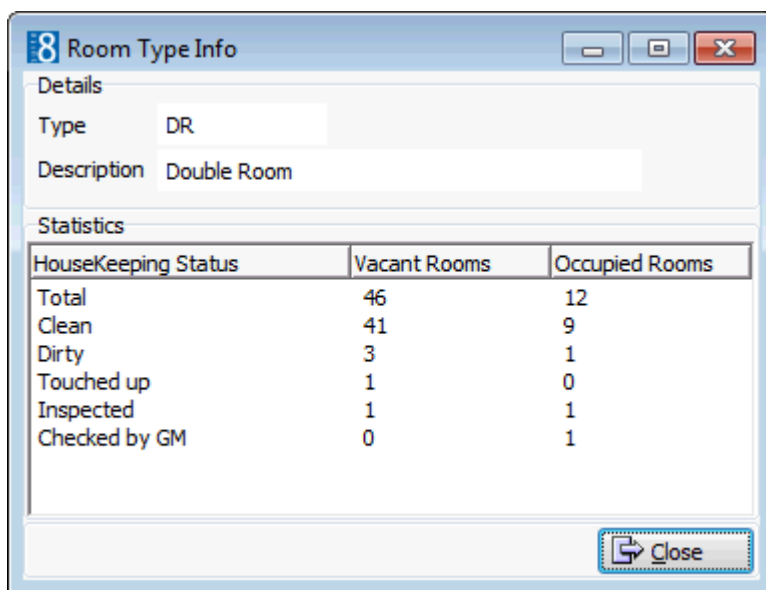 8 Room Type Info
Details
Type DR
Description Double Room
Statistics
HouseKeeping Status Vacant Rooms Occupied Rooms
Total 46 12
Clean 41 9
Dirty 3 1
Touched up 1 0
Inspected 1 1
Checked by GM 0 1
Close